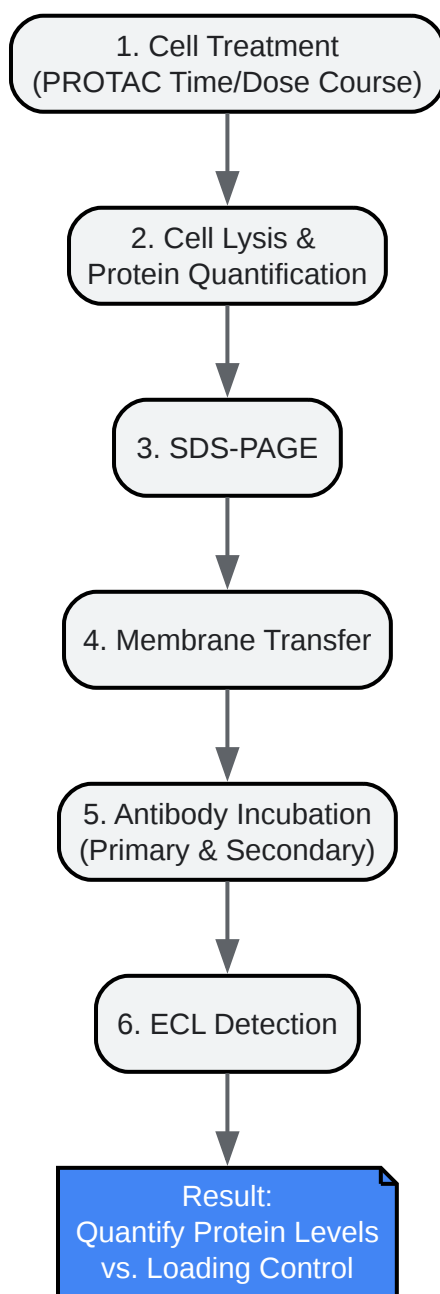 1. Cell Treatment
(PROTAC Time/Dose Course)
2. Cell Lysis &
Protein Quantification
3. SDS-PAGE
4. Membrane Transfer
5. Antibody Incubation
(Primary & Secondary)
6. ECL Detection
Result:
Quantify Protein Levels
vs. Loading Control